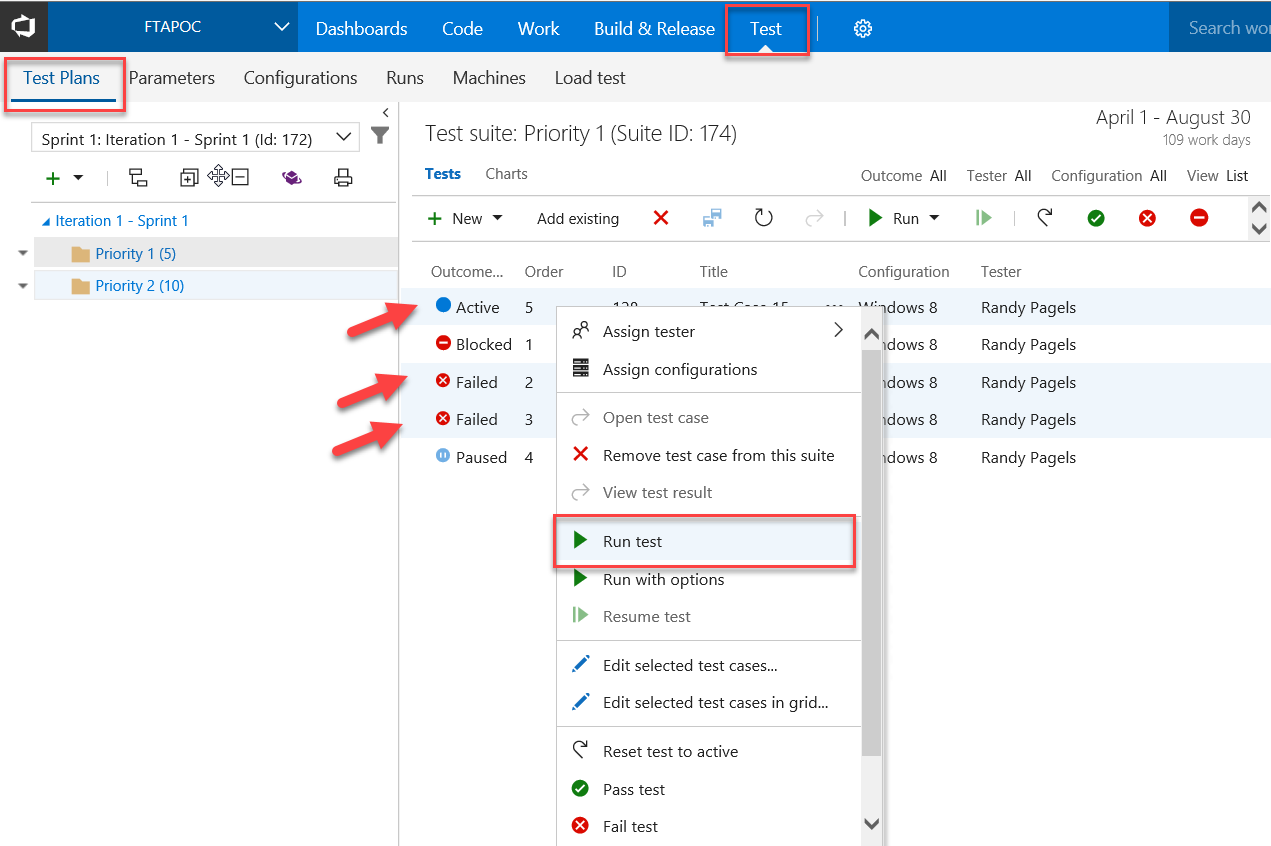 FTAPOC Dashboards Code Work Build & Release Test Search wor
Test Plans Parameters Configurations Runs Machines Load test
Sprint 1: Iteration 1 - Sprint 1 (Id: 172)
Iteration 1 - Sprint 1
Priority 1 (5)
Priority 2 (10)
Test suite: Priority 1 (Suite ID: 174)
April 1 - August 30
109 work days
Tests Charts
Outcome All Tester All Configuration All View List
New Add existing Run
Outcome... Order ID Title Configuration Tester
Active 5 128 Test Case 15 ... Windows 8 Randy Pagels
Blocked 1 ndows 8 Randy Pagels
Failed 2 ndows 8 Randy Pagels
Failed 3 ndows 8 Randy Pagels
Paused 4 ndows 8 Randy Pagels
Assign tester
Assign configurations
Open test case
Remove test case from this suite
View test result
Run test
Run with options
Resume test
Edit selected test cases...
Edit selected test cases in grid...
Reset test to active
Pass test
Fail test